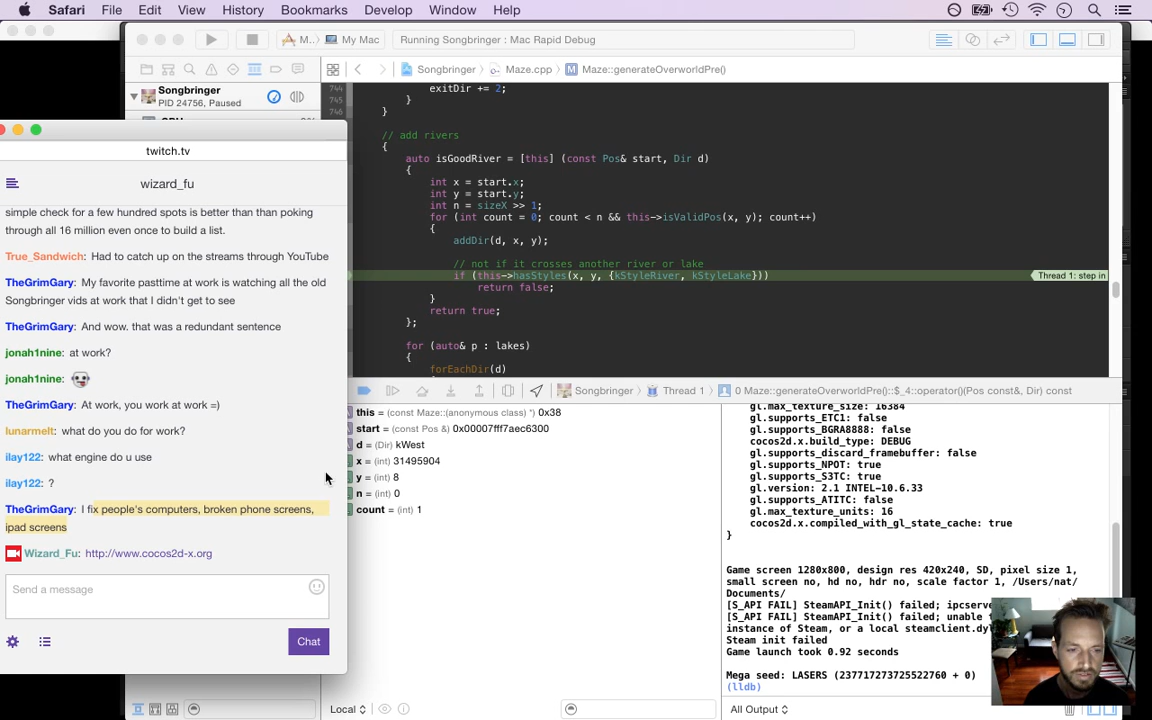 Safari File Edit View History Bookmarks Develop Window Help
M... My Mac
Running Songbringer : Mac Rapid Debug
Songbringer
Maze.cpp
M Maze::generateOverworldPre()
Songbringer
PID 24756, Paused
744
745
746
exitDir += 2;
}
}
// add rivers
{
auto isGoodRiver = [this] (const Pos& start, Dir d)
{
int x = start.x;
int y = start.y;
int n = sizeX >> 1;
for (int count = 0; count < n && this->isValidPos(x, y); count++)
{
addDir(d, x, y);
// not if it crosses another river or lake
if (this->hasStyles(x, y, {kStyleRiver, kStyleLake}))
Thread 1: step in
return false;
}
return true;
};
for (auto& p : lakes)
{
forEachDir(d)
Songbringer
Thread 1
0 Maze::generateOverworldPre()::$_4::operator()(Pos const&, Dir) const
this = (const Maze::(anonymous class) *) 0x38
start = (const Pos &) 0x00007fff7aec6300
d = (Dir) kWest
x = (int) 31495904
y = (int) 8
n = (int) 0
count = (int) 1
gl.max_texture_size: 16384
gl.supports_ETC1: false
gl.supports_BGRA8888: false
cocos2d.x.build_type: DEBUG
gl.supports_discard_framebuffer: false
gl.supports_NPOT: true
gl.supports_S3TC: true
gl.version: 2.1 INTEL-10.6.33
gl.supports_ATITC: false
gl.max_texture_units: 16
cocos2d.x.compiled_with_gl_state_cache: true
}
Game screen 1280x800, design res 420x240, SD, pixel size 1,
small screen no, hd no, hdr no, scale factor 1, /Users/nat/
Documents/
[S_API FAIL] SteamAPI_Init() failed; ipcserve
[S_API FAIL] SteamAPI_Init() failed; unable t
instance of Steam, or a local steamclient.dyl
Steam init failed
Game launch took 0.92 seconds
Mega seed: LASERS (237717273725522760 + 0)
(lldb)
Local
All Output
twitch.tv
wizard_fu
simple check for a few hundred spots is better than than poking
through all 16 million even once to build a list.
True_Sandwich: Had to catch up on the streams through YouTube
TheGrimGary: My favorite pasttime at work is watching all the old
Songbringer vids at work that I didn't get to see
TheGrimGary: And wow. that was a redundant sentence
jonah1nine: at work?
jonah1nine:
TheGrimGary: At work, you work at work =)
lunarmelt: what do you do for work?
ilay122: what engine do u use
ilay122: ?
TheGrimGary: I fix people's computers, broken phone screens,
ipad screens
Wizard_Fu: http://www.cocos2d-x.org
Send a message
Chat